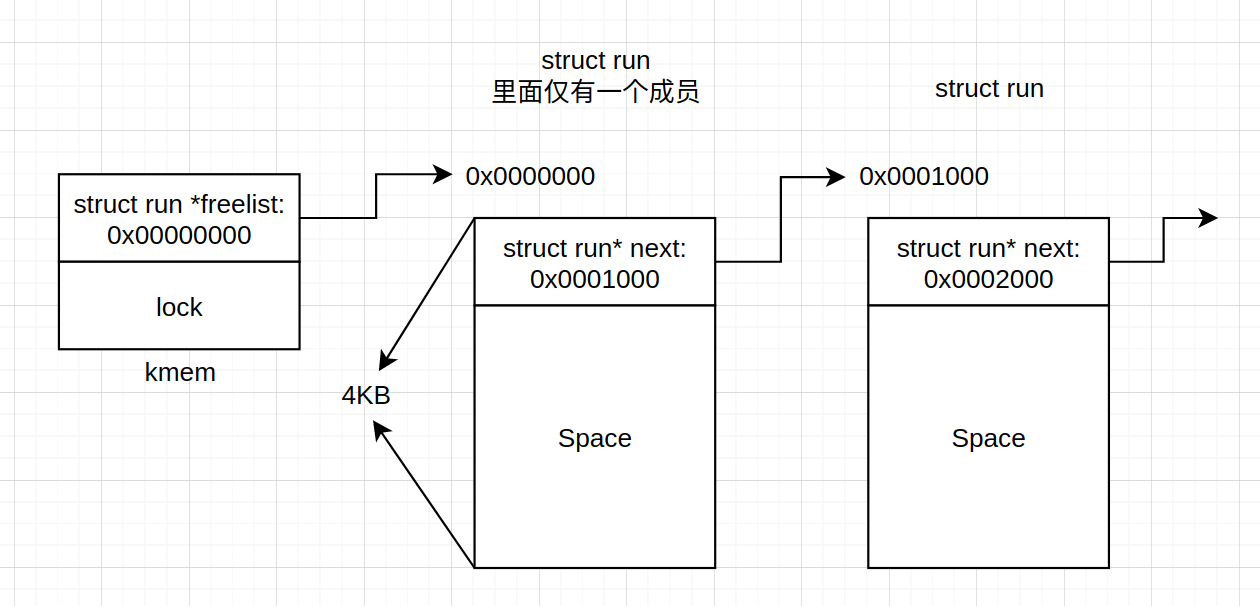 struct run
里面仅有一个成员
struct run
0x0000000
0x0001000
struct run *freelist:
0x00000000
struct run* next:
0x0001000
struct run* next:
0x0002000
lock
kmem
4KB
Space
Space